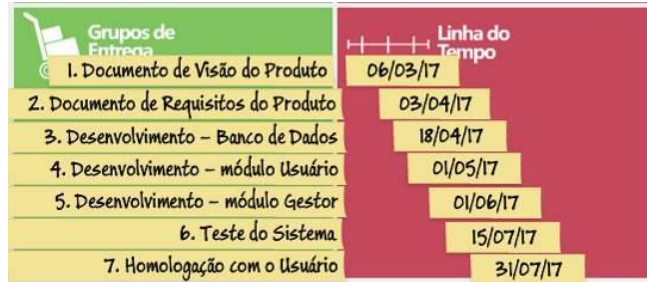 Grupos de
Entrega
Linha do
Tempo
1. Documento de Visão do Produto 06/03/17
2. Documento de Requisitos do Produto 03/04/17
3. Desenvolvimento – Banco de Dados 18/04/17
4. Desenvolvimento – módulo Usuário 01/05/17
5. Desenvolvimento – módulo Gestor 01/06/17
6. Teste do Sistema 15/07/17
7. Homologação com o Usuário 31/07/17